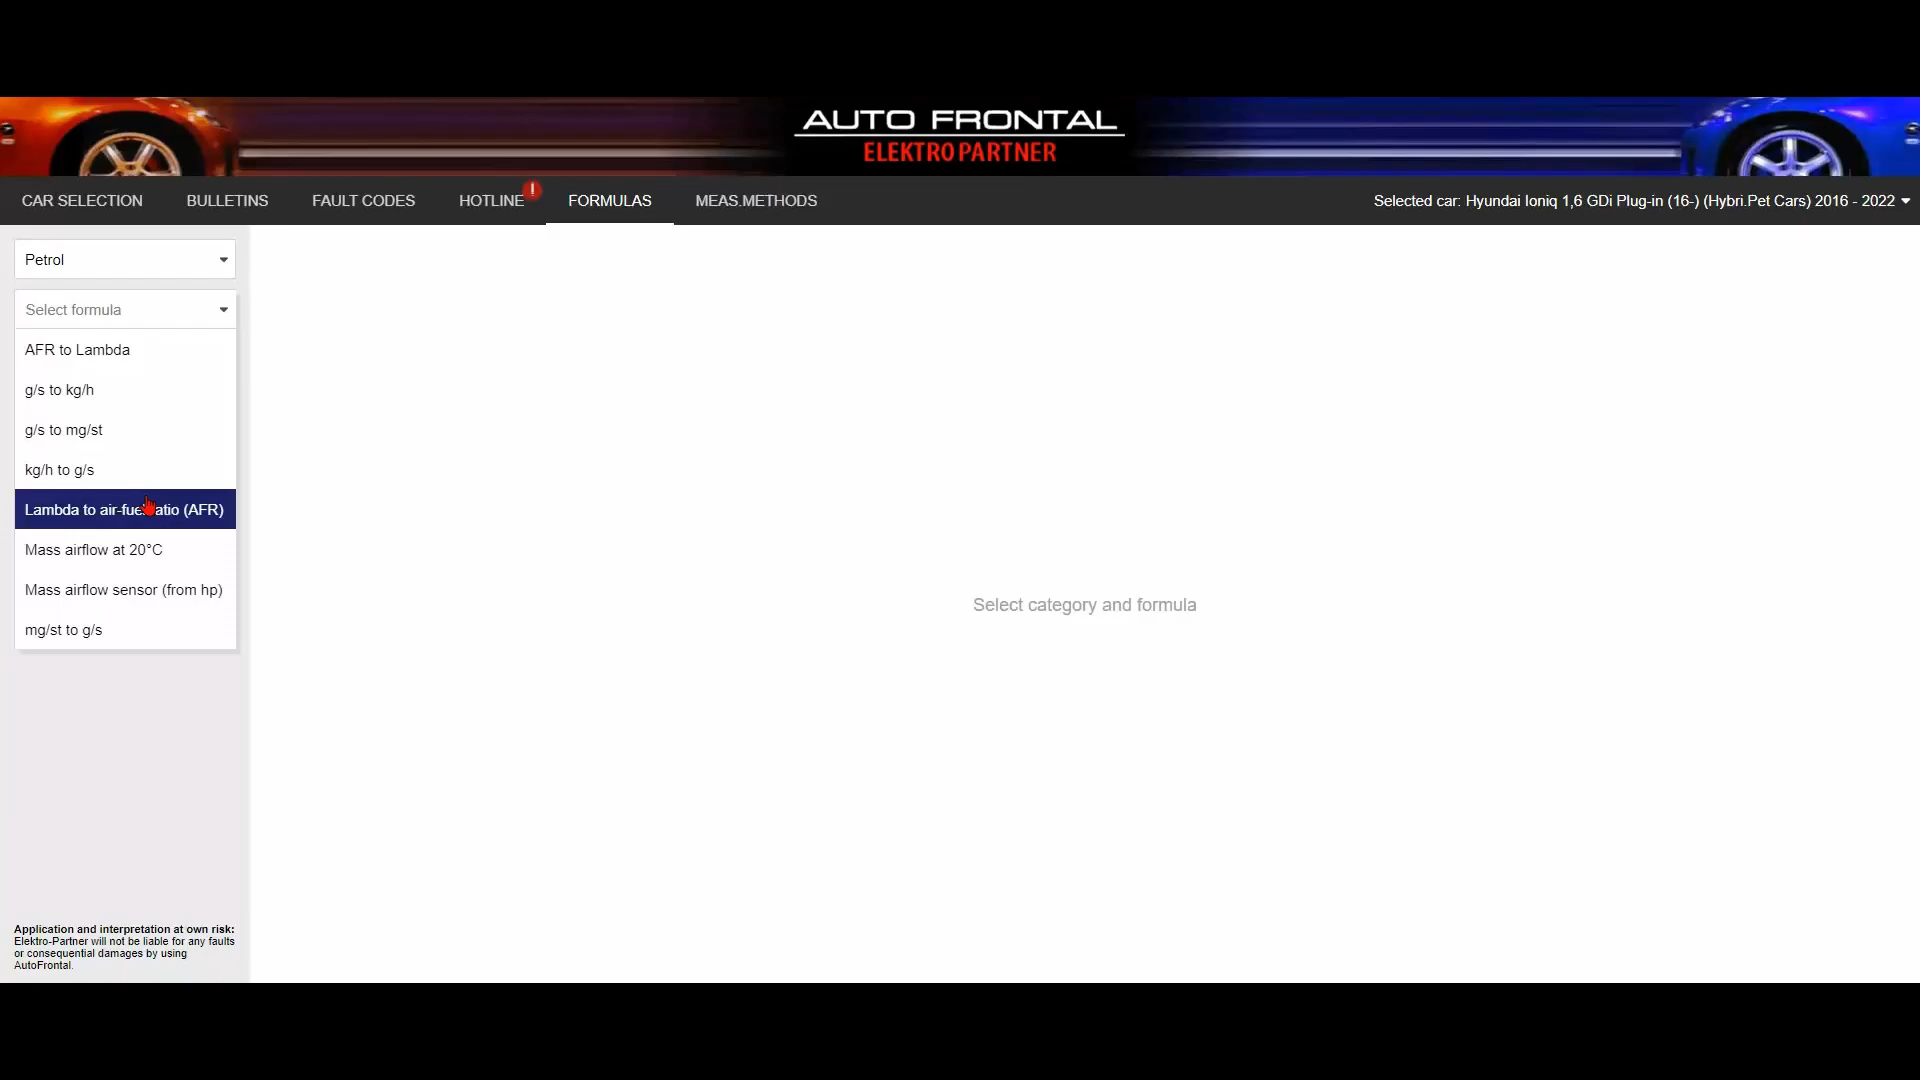 AUTO FRONTAL
ELEKTROPARTNER
CAR SELECTION
BULLETINS
FAULT CODES
HOTLINE !
FORMULAS
MEAS.METHODS
Selected car: Hyundai Ioniq 1,6 GDi Plug-in (16-) (Hybri.Pet Cars) 2016 - 2022
Petrol
Select formula
AFR to Lambda
g/s to kg/h
g/s to mg/st
kg/h to g/s
Lambda to air-fuel ratio (AFR)
Mass airflow at 20°C
Mass airflow sensor (from hp)
mg/st to g/s
Select category and formula
Application and interpretation at own risk:
Elektro-Partner will not be liable for any faults
or consequential damages by using
AutoFrontal.